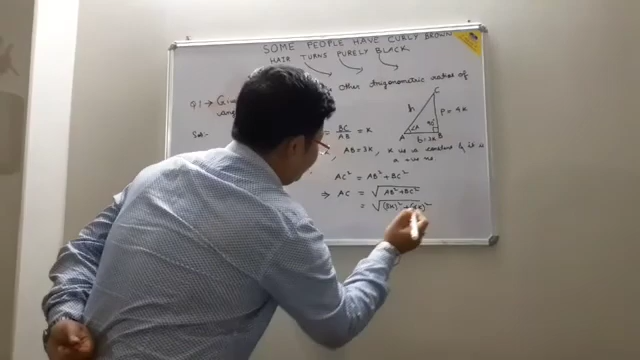 SOME PEOPLE HAVE CURLY BROWN
HAIR TURNS PURELY BLACK
Q1 → Other trigonometric ratios of
Sol:-
= BC/AB = K
AB = 3K, K is constant & it is
a +ve no
C
h
P = 4K
90°
A
B
b = 3K
AC² = AB² + BC²
⇒ AC = √AB² + BC²
= √(3K)² + (4K)²